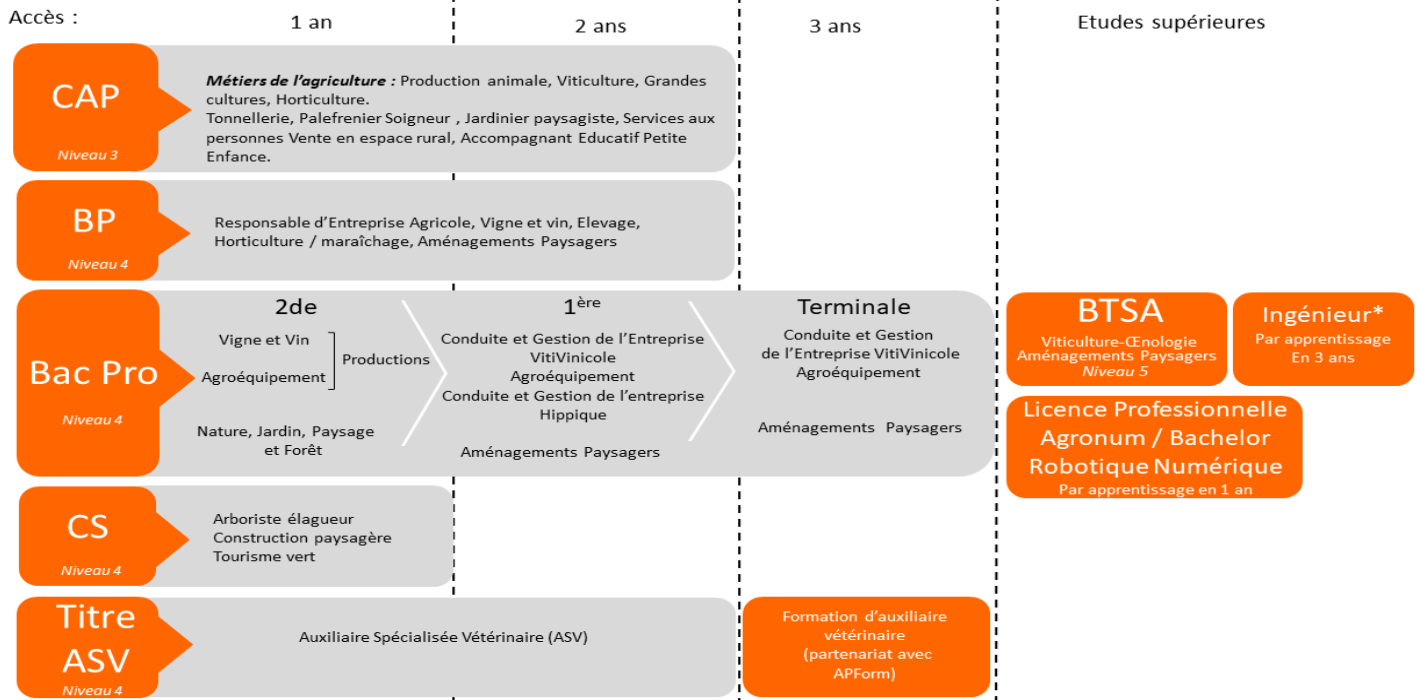 Accès :
1 an
2 ans
3 ans
Etudes supérieures
CAP
Niveau 3
Métiers de l'agriculture : Production animale, Viticulture, Grandes
cultures, Horticulture.
Tonnellerie, Palefrenier Soigneur , Jardinier paysagiste, Services aux
personnes Vente en espace rural, Accompagnant Educatif Petite
Enfance.
BP
Niveau 4
Responsable d'Entreprise Agricole, Vigne et vin, Elevage,
Horticulture / maraîchage, Aménagements Paysagers
Bac Pro
Niveau 4
2de
Vigne et Vin
Agroéquipement
Productions
Nature, Jardin, Paysage
et Forêt
1ère
Conduite et Gestion de l'Entreprise
VitiVinicole
Agroéquipement
Conduite et Gestion de l'entreprise
Hippique
Aménagements Paysagers
Terminale
Conduite et Gestion
de l'Entreprise VitiVinicole
Agroéquipement
Aménagements Paysagers
BTSA
Viticulture-Œnologie
Aménagements Paysagers
Niveau 5
Ingénieur*
Par apprentissage
En 3 ans
Licence Professionnelle
Agronum / Bachelor
Robotique Numérique
Par apprentissage en 1 an
CS
Niveau 4
Arboriste élagueur
Construction paysagère
Tourisme vert
Titre
ASV
Niveau 4
Auxiliaire Spécialisée Vétérinaire (ASV)
Formation d'auxiliaire
vétérinaire
(partenariat avec
APForm)